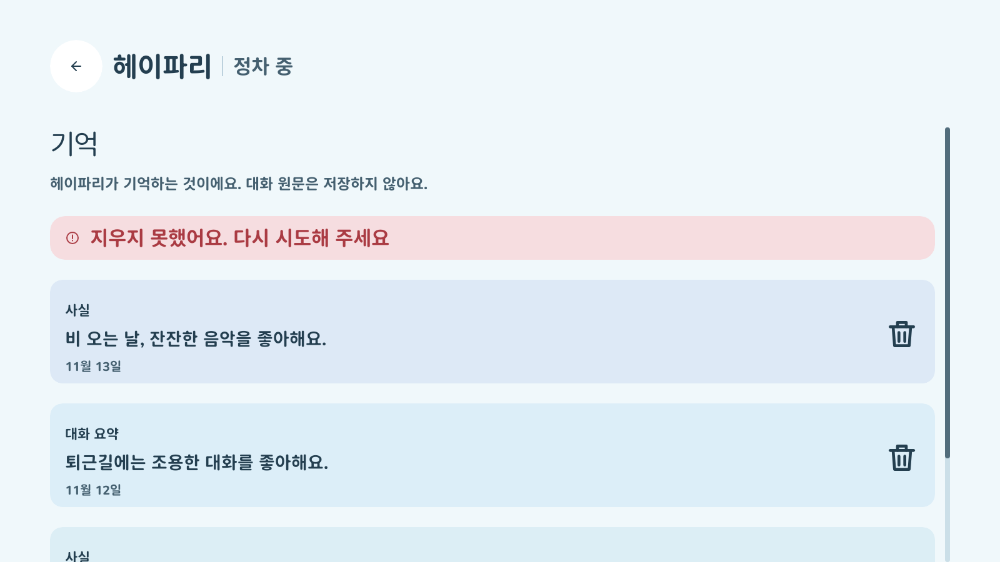 헤이파리 정차 중
기억
헤이파리가 기억하는 것이에요. 대화 원문은 저장하지 않아요.
지우지 못했어요. 다시 시도해 주세요
사실
비 오는 날, 잔잔한 음악을 좋아해요.
11월 13일
대화 요약
퇴근길에는 조용한 대화를 좋아해요.
11월 12일
사실